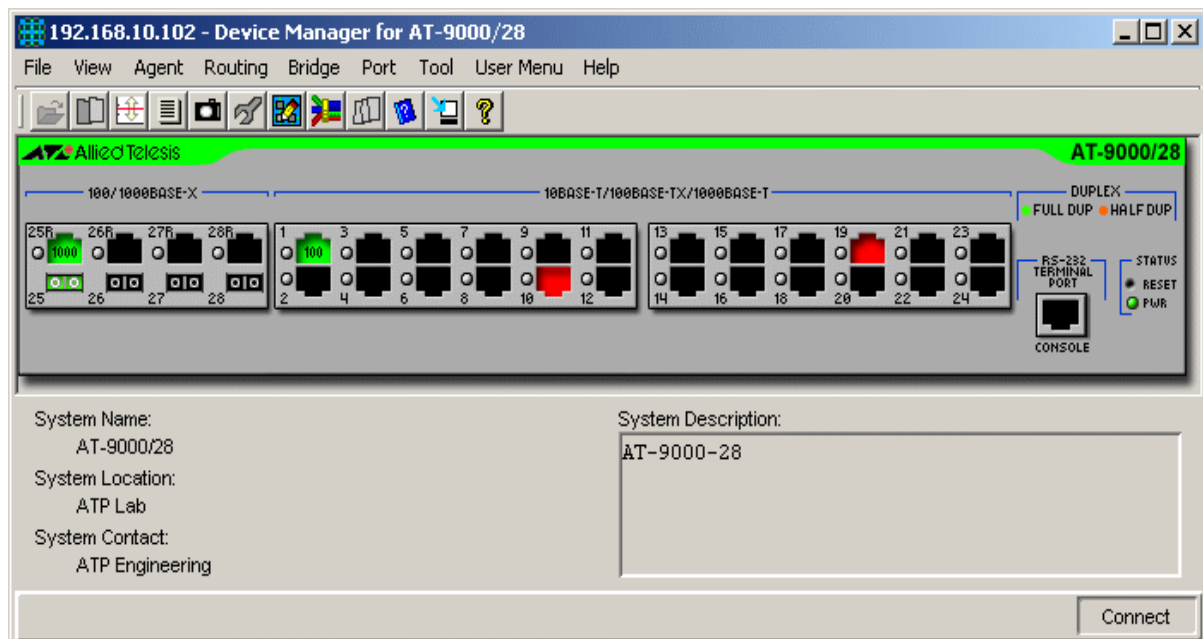 192.168.10.102 - Device Manager for AT-9000/28
File View Agent Routing Bridge Port Tool User Menu Help
Allied Telesis
AT-9000/28
100/1000BASE-X
10BASE-T/100BASE-TX/1000BASE-T
DUPLEX
FULL DUP HALF DUP
25R 26R 27R 28R 1 3 5 7 9 11 13 15 17 19 21 23
1000 100
25 26 27 28 2 4 6 8 10 12 14 16 18 20 22 24
RS-232
TERMINAL
PORT
CONSOLE
STATUS
RESET
PWR
System Name:
AT-9000/28
System Location:
ATP Lab
System Contact:
ATP Engineering
System Description:
AT-9000-28
Connect